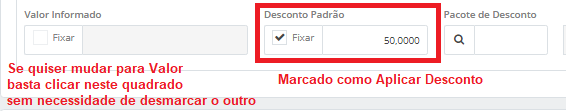 Valor Informado
Desconto Padrão
Pacote de Desconto
Fixar
Fixar
50,0000
Se quiser mudar para Valor
basta clicar neste quadrado
sem necessidade de desmarcar o outro
Marcado como Aplicar Desconto